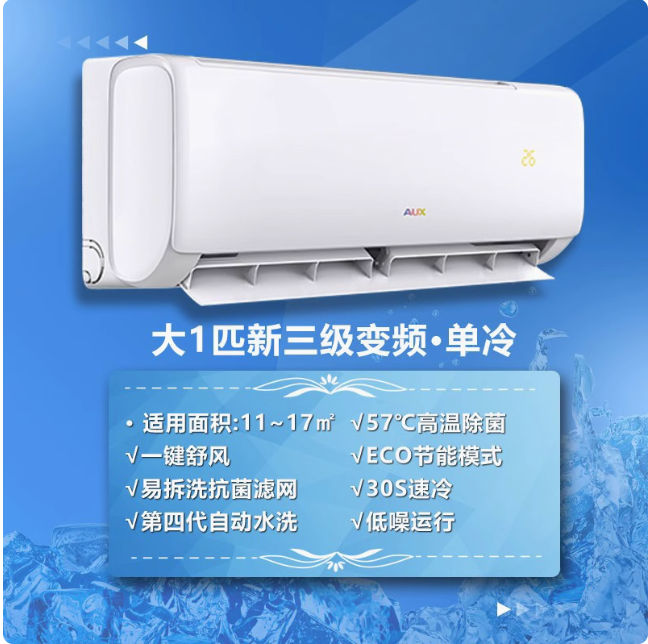 26
AUX
大1匹新三级变频·单冷
• 适用面积:11~17㎡ √57℃高温除菌
√一键舒风 √ECO节能模式
√易拆洗抗菌滤网 √30S速冷
√第四代自动水洗 √低噪运行